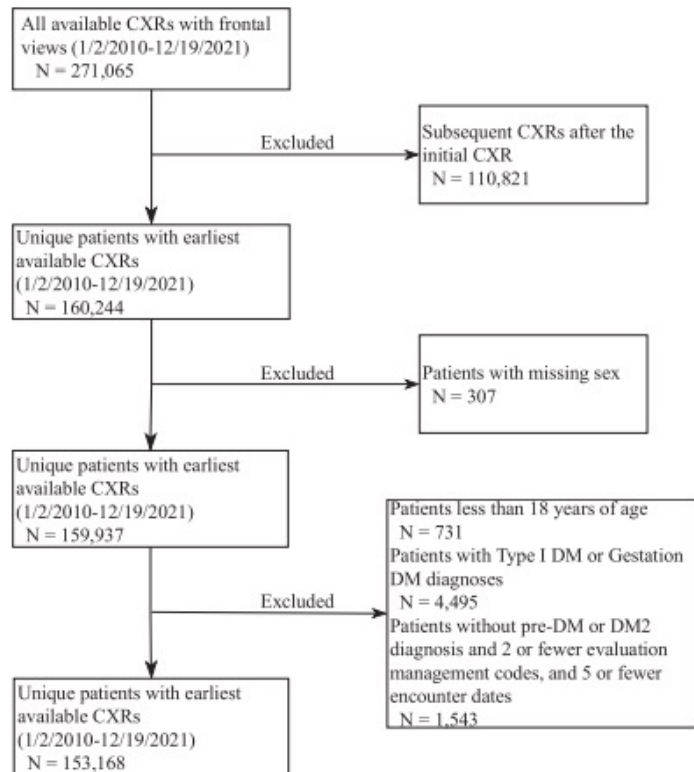 All available CXRs with frontal
views (1/2/2010-12/19/2021)
N = 271,065
Excluded
Subsequent CXRs after the
initial CXR
N = 110,821
Unique patients with earliest
available CXRs
(1/2/2010-12/19/2021)
N = 160,244
Excluded
Patients with missing sex
N = 307
Unique patients with earliest
available CXRs
(1/2/2010-12/19/2021)
N = 159,937
Excluded
Patients less than 18 years of age
N = 731
Patients with Type I DM or Gestation
DM diagnoses
N = 4,495
Patients without pre-DM or DM2
diagnosis and 2 or fewer evaluation
management codes, and 5 or fewer
encounter dates
N = 1,543
Unique patients with earliest
available CXRs
(1/2/2010-12/19/2021)
N = 153,168